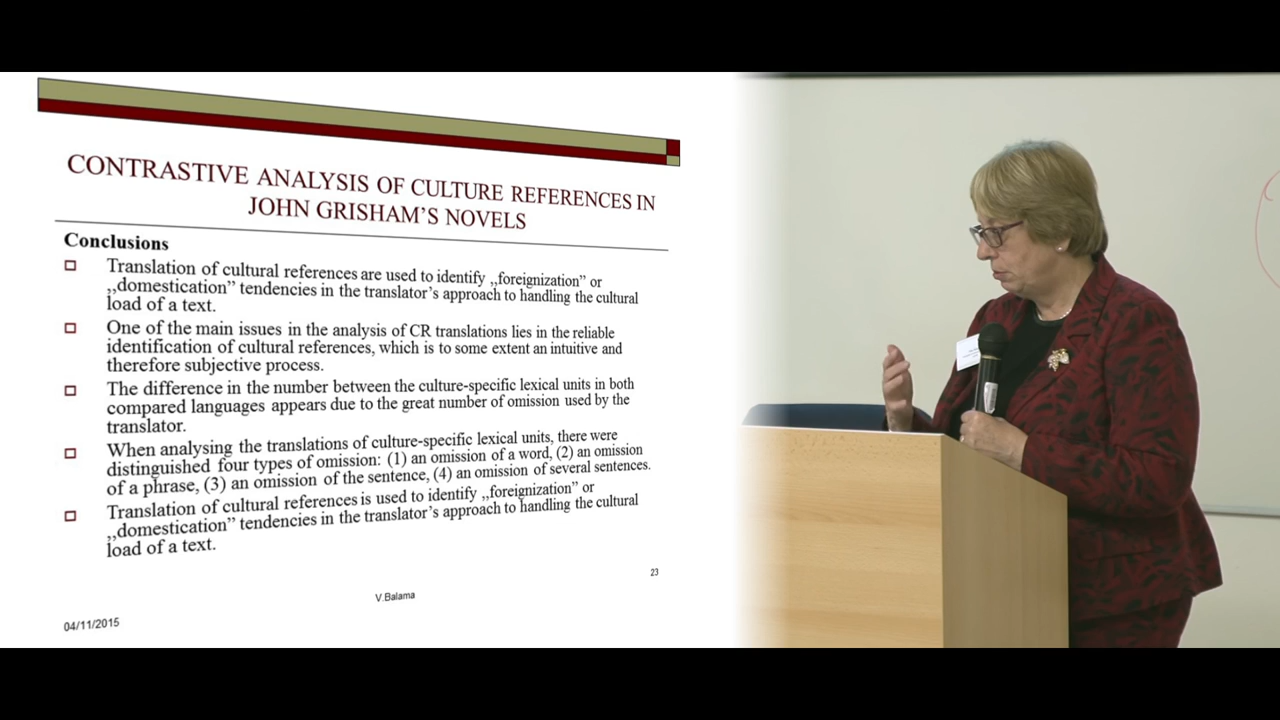 CONTRASTIVE ANALYSIS OF CULTURE REFERENCES IN
JOHN GRISHAM'S NOVELS
Conclusions
Translation of cultural references are used to identify „foreignization” or
„domestication” tendencies in the translator's approach to handling the cultural
load of a text.
One of the main issues in the analysis of CR translations lies in the reliable
identification of cultural references, which is to some extent an intuitive and
therefore subjective process.
The difference in the number between the culture-specific lexical units in both
compared languages appears due to the great number of omission used by the
translator.
When analysing the translations of culture-specific lexical units, there were
distinguished four types of omission: (1) an omission of a word, (2) an omission
of a phrase, (3) an omission of the sentence, (4) an omission of several sentences.
Translation of cultural references is used to identify „foreignization” or
„domestication” tendencies in the translator's approach to handling the cultural
load of a text.
23
V.Balama
04/11/2015